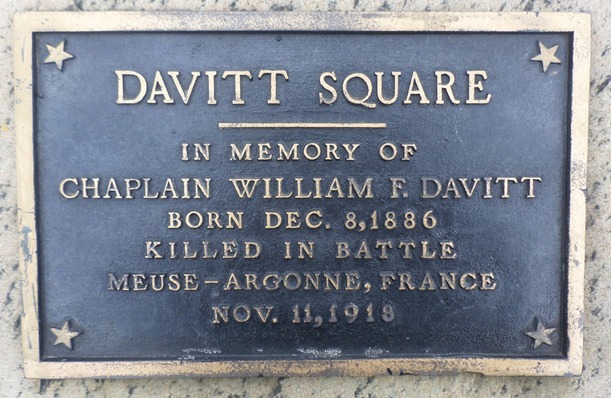 DAVITT SQUARE
IN MEMORY OF
CHAPLAIN WILLIAM F. DAVITT
BORN DEC. 8, 1886
KILLED IN BATTLE
MEUSE-ARGONNE, FRANCE
NOV. 11, 1918